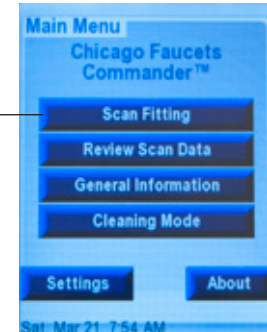 Main Menu
Chicago Faucets
Commander™
Scan Fitting
Review Scan Data
General Information
Cleaning Mode
Settings
About
Sat, Mar 21, 7:54 AM